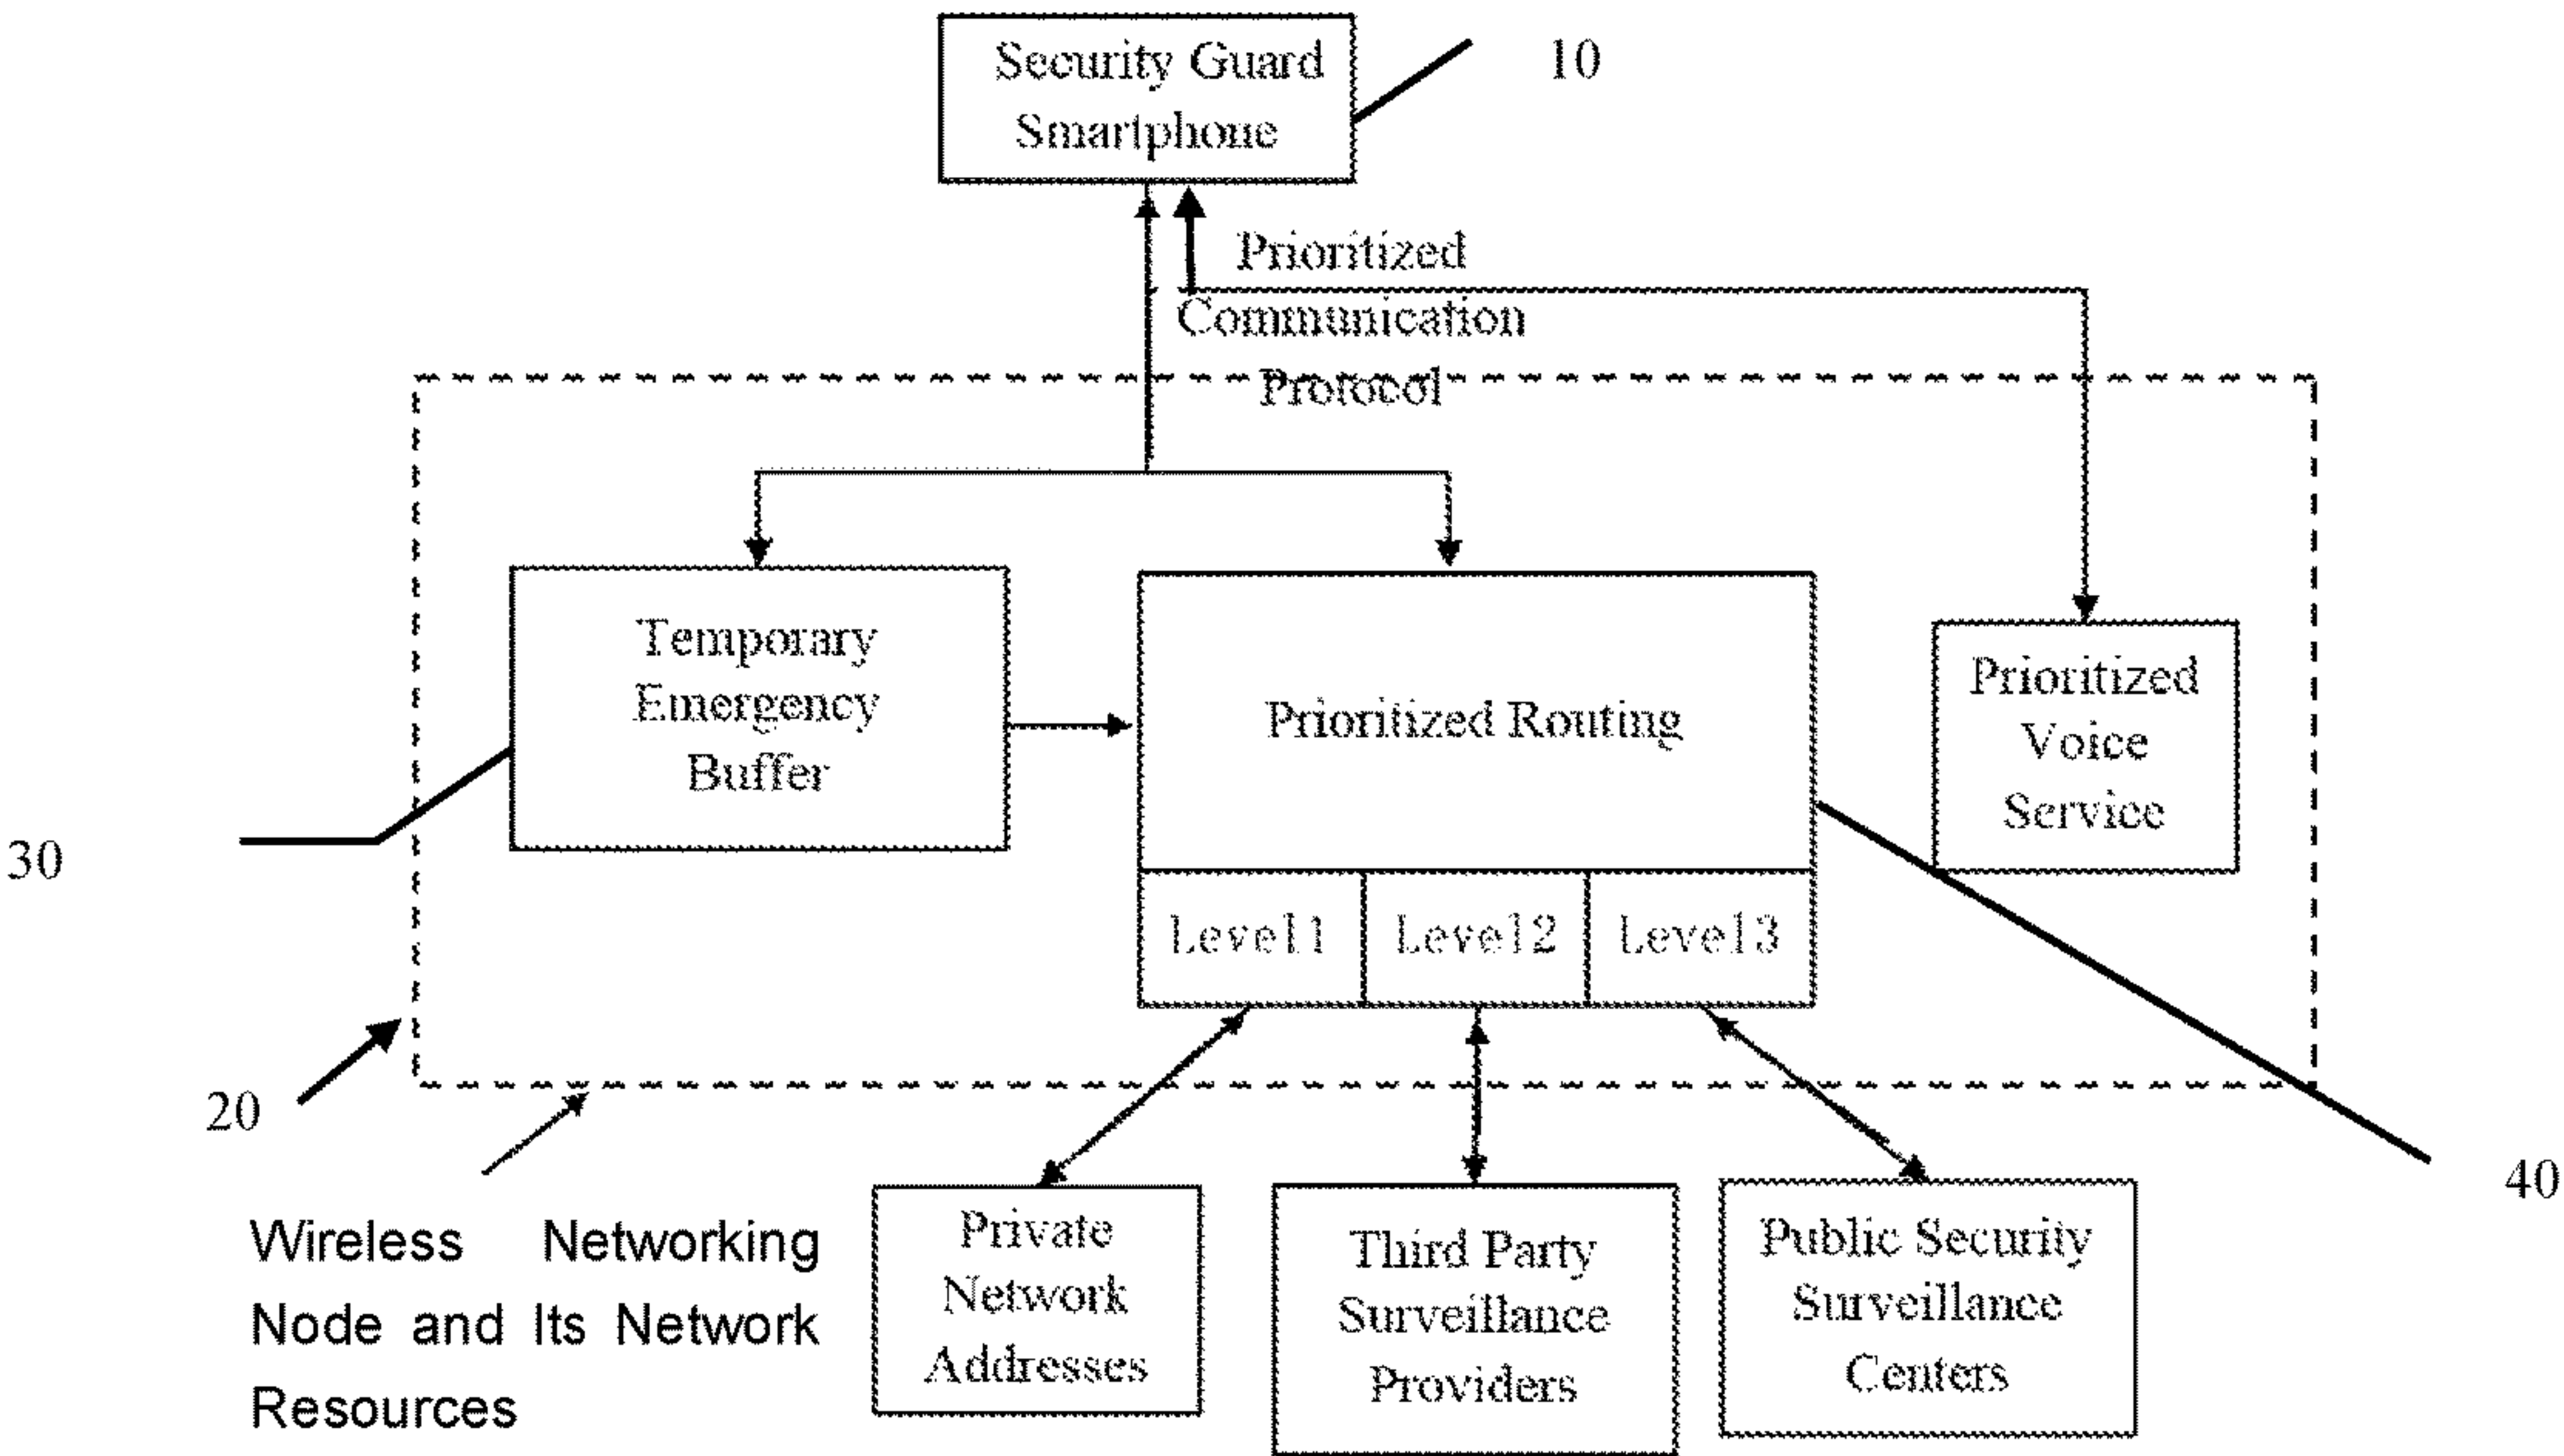 Security Guard
Smartphone
10
Prioritized
Communication
Protocol
Temporary
Emergency
Buffer
Prioritized Routing
Prioritized
Voice
Service
30
Level1
Level2
Level3
20
40
Wireless Networking
Node and Its Network
Resources
Private
Network
Addresses
Third Party
Surveillance
Providers
Public Security
Surveillance
Centers